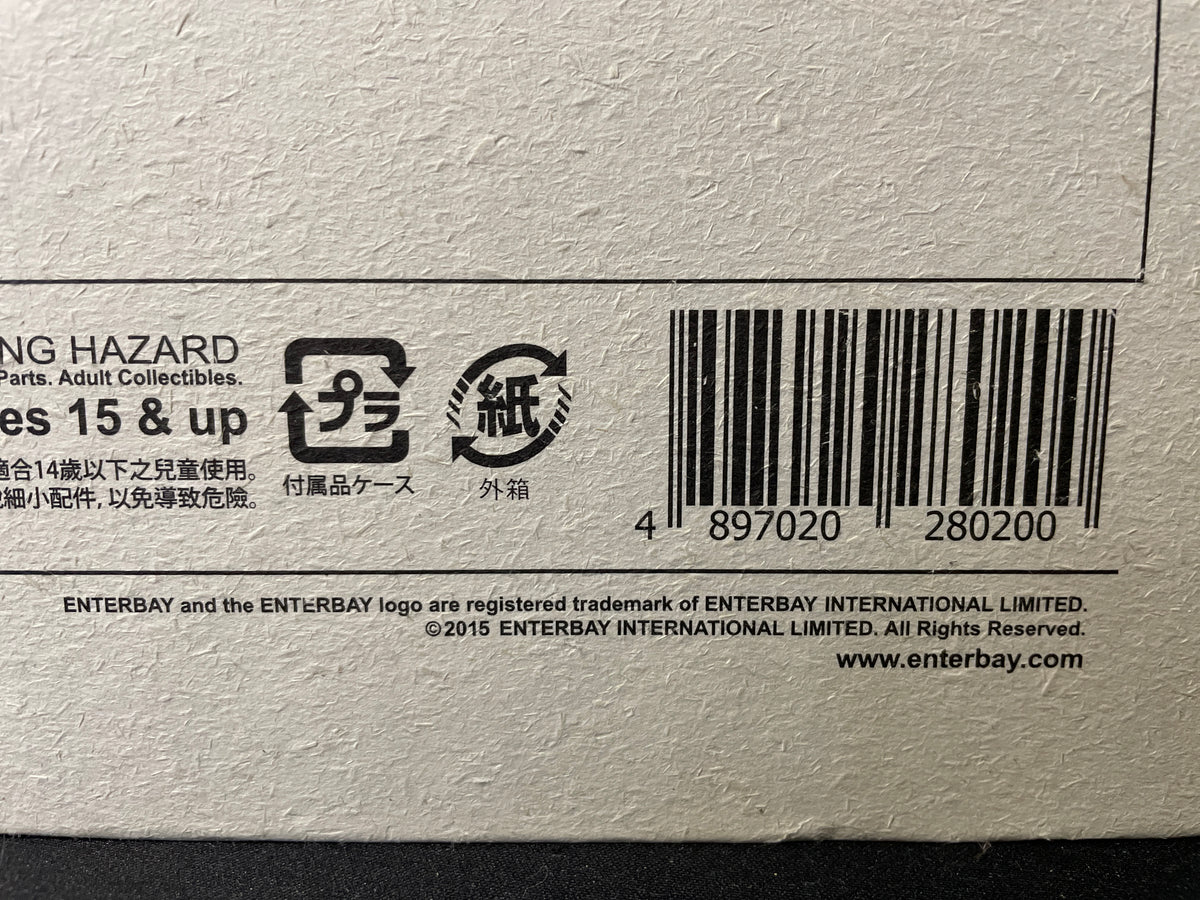 NG HAZARD
Parts. Adult Collectibles.
es 15 & up
適合14歲以下之兒童使用。
細小配件, 以免導致危險。
プラ
付属品ケース
紙
外箱
4 897020 280200
ENTERBAY and the ENTERBAY logo are registered trademark of ENTERBAY INTERNATIONAL LIMITED.
©2015 ENTERBAY INTERNATIONAL LIMITED. All Rights Reserved.
www.enterbay.com